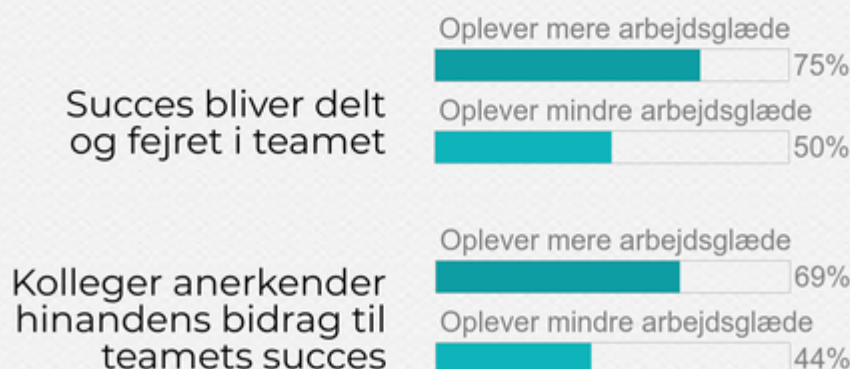 Oplever mere arbejdsglæde
75%
Succes bliver delt
og fejret i teamet
Oplever mindre arbejdsglæde
50%
Oplever mere arbejdsglæde
69%
Kolleger anerkender
hinandens bidrag til
teamets succes
Oplever mindre arbejdsglæde
44%